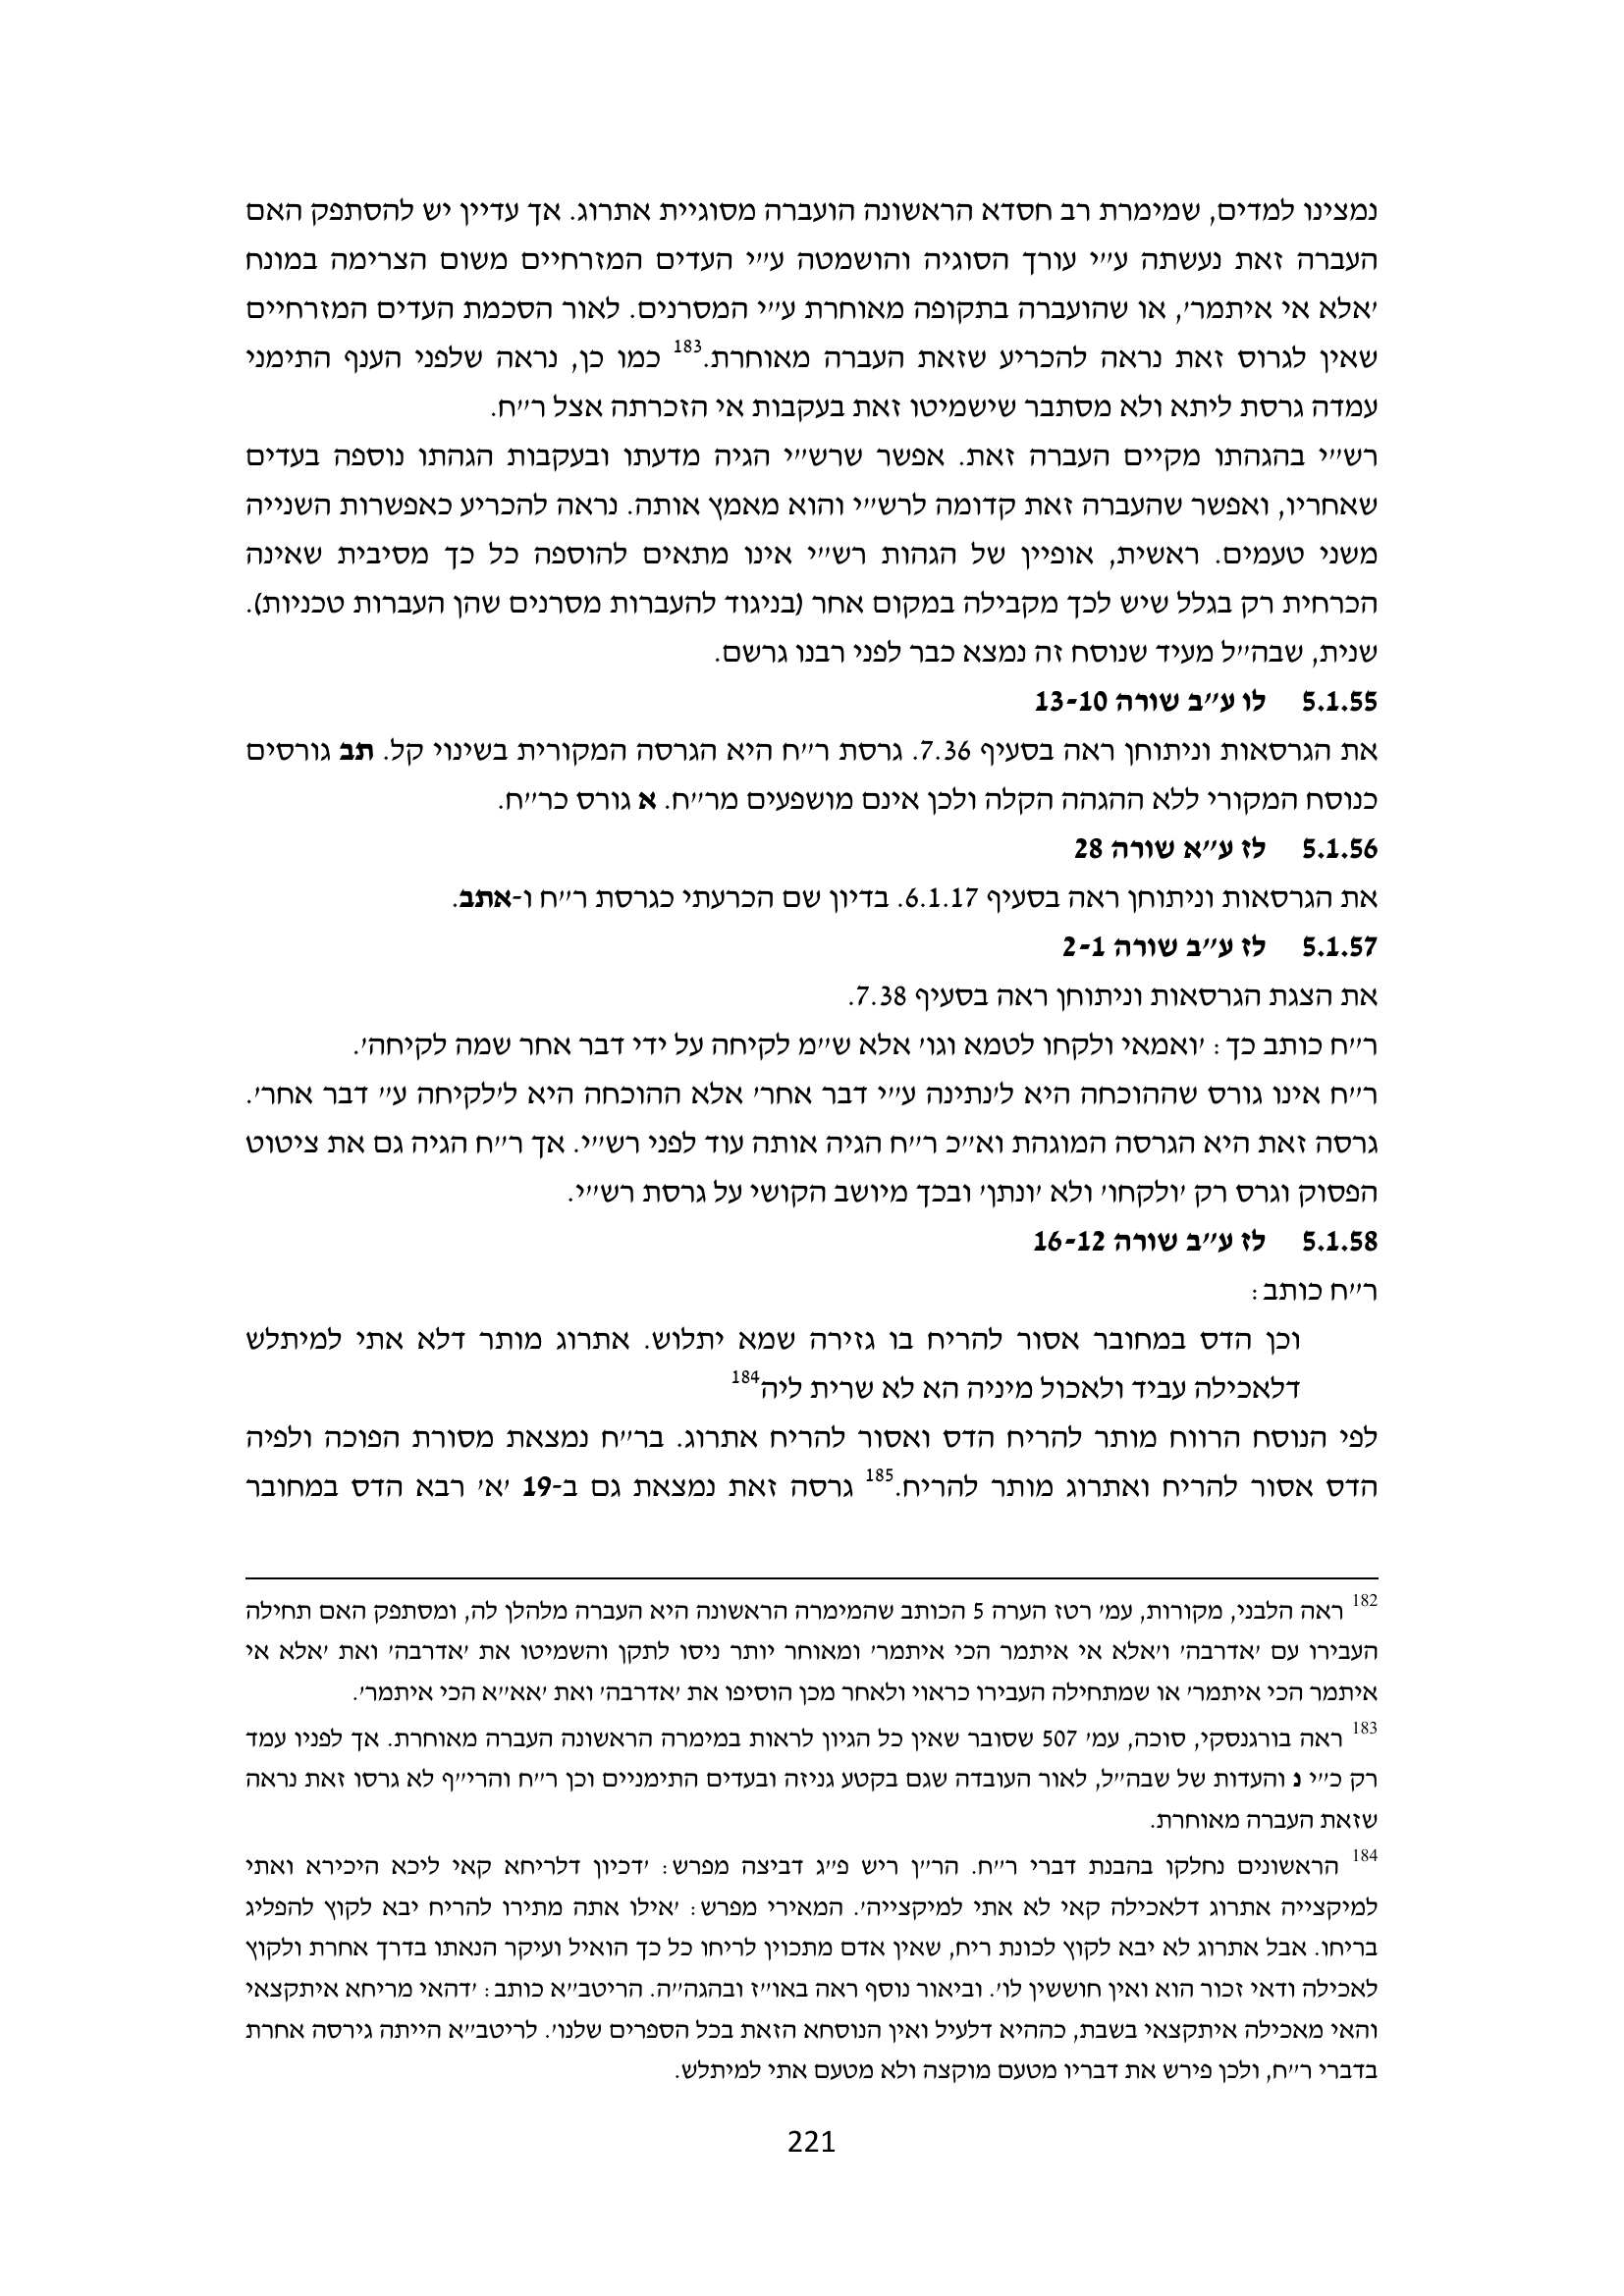 נמצינו למדים, שמימרת רב חסדא הראשונה הועברה מסוגיית אתרוג. אך עדיין יש להסתפק האם
העברה זאת נעשתה ע״י עורך הסוגיה והושמטה ע״י העדים המזרחיים משום הצרימה במונח
׳אלא אי איתמר׳, או שהועברה בתקופה מאוחרת ע״י המסרנים. לאור הסכמת העדים המזרחיים
שאין לגרוס זאת נראה להכריע שזאת העברה מאוחרת.183 כמו כן, נראה שלפני הענף התימני
עמדה גרסת ליתא ולא מסתבר שישמיטו זאת בעקבות אי הזכרתה אצל ר״ח.
רש״י בהגהתו מקיים העברה זאת. אפשר שרש״י הגיה מדעתו ובעקבות הגהתו נוספה בעדים
שאחריו, ואפשר שהעברה זאת קדומה לרש״י והוא מאמץ אותה. נראה להכריע כאפשרות השנייה
משני טעמים. ראשית, אופיין של הגהות רש״י אינו מתאים להוספה כל כך מסיבית שאינה
הכרחית רק בגלל שיש לכך מקבילה במקום אחר (בניגוד להעברות מסרנים שהן העברות טכניות).
שנית, שבה״ל מעיד שנוסח זה נמצא כבר לפני רבנו גרשם.
5.1.55 לו ע״ב שורה 13-10
את הגרסאות וניתוחן ראה בסעיף 7.36. גרסת ר״ח היא הגרסה המקורית בשינוי קל. תב גורסים
כנוסח המקורי ללא ההגהה הקלה ולכן אינם מושפעים מר״ח. א גורס כר״ח.
5.1.56 לז ע״א שורה 28
את הגרסאות וניתוחן ראה בסעיף 6.1.17. בדיון שם הכרעתי כגרסת ר״ח ו-אתב.
5.1.57 לז ע״ב שורה 2-1
את הצגת הגרסאות וניתוחן ראה בסעיף 7.38.
ר״ח כותב כך: ׳ואמאי ולקחו לטמא וגו׳ אלא ש״מ לקיחה על ידי דבר אחר שמה לקיחה׳.
ר״ח אינו גורס שההוכחה היא ל׳נתינה ע״י דבר אחר׳ אלא ההוכחה היא ל׳לקיחה ע״ דבר אחר׳.
גרסה זאת היא הגרסה המוגהת וא״כ ר״ח הגיה אותה עוד לפני רש״י. אך ר״ח הגיה גם את ציטוט
הפסוק וגרס רק ׳ולקחו׳ ולא ׳ונתן׳ ובכך מיושב הקושי על גרסת רש״י.
5.1.58 לז ע״ב שורה 16-12
ר״ח כותב:
וכן הדס במחובר אסור להריח בו גזירה שמא יתלוש. אתרוג מותר דלא אתי למיתלש
דלאכילה עביד ולאכול מיניה הא לא שרית ליה184
לפי הנוסח הרווח מותר להריח הדס ואסור להריח אתרוג. בר״ח נמצאת מסורת הפוכה ולפיה
הדס אסור להריח ואתרוג מותר להריח.185 גרסה זאת נמצאת גם ב-19 ׳א׳ רבא הדס במחובר
182 ראה הלבני, מקורות, עמ׳ רטז הערה 5 הכותב שהמימרה הראשונה היא העברה מלהלן לה, ומסתפק האם תחילה
העבירו עם ׳אדרבה׳ ו׳אלא אי איתמר הכי איתמר׳ ומאוחר יותר ניסו לתקן והשמיטו את ׳אדרבה׳ ואת ׳אלא אי
איתמר הכי איתמר׳ או שמתחילה העבירו כראוי ולאחר מכן הוסיפו את ׳אדרבה׳ ואת ׳אא״א הכי איתמר׳.
183 ראה בורגנסקי, סוכה, עמ׳ 507 שסובר שאין כל הגיון לראות במימרה הראשונה העברה מאוחרת. אך לפניו עמד
רק כ״י נ והעדות של שבה״ל, לאור העובדה שגם בקטע גניזה ובעדים התימניים וכן ר״ח והרי״ף לא גרסו זאת נראה
שזאת העברה מאוחרת.
184 הראשונים נחלקו בהבנת דברי ר״ח. הר״ן ריש פ״ג דביצה מפרש: ׳דכיון דלריחא קאי ליכא היכירא ואתי
למיקצייה אתרוג דלאכילה קאי לא אתי למיקצייה׳. המאירי מפרש: ׳אילו אתה מתירו להריח יבא לקוץ להפליג
בריחו. אבל אתרוג לא יבא לקוץ לכונת ריח, שאין אדם מתכוין לריחו כל כך הואיל ועיקר הנאתו בדרך אחרת ולקוץ
לאכילה ודאי זכור הוא ואין חוששין לו׳. וביאור נוסף ראה באו״ז ובהגה״ה. הריטב״א כותב: ׳דהאי מריחא איתקצאי
והאי מאכילה איתקצאי בשבת, כההיא דלעיל ואין הנוסחא הזאת בכל הספרים שלנו׳. לריטב״א הייתה גירסה אחרת
בדברי ר״ח, ולכן פירש את דבריו מטעם מוקצה ולא מטעם אתי למיתלש.
221